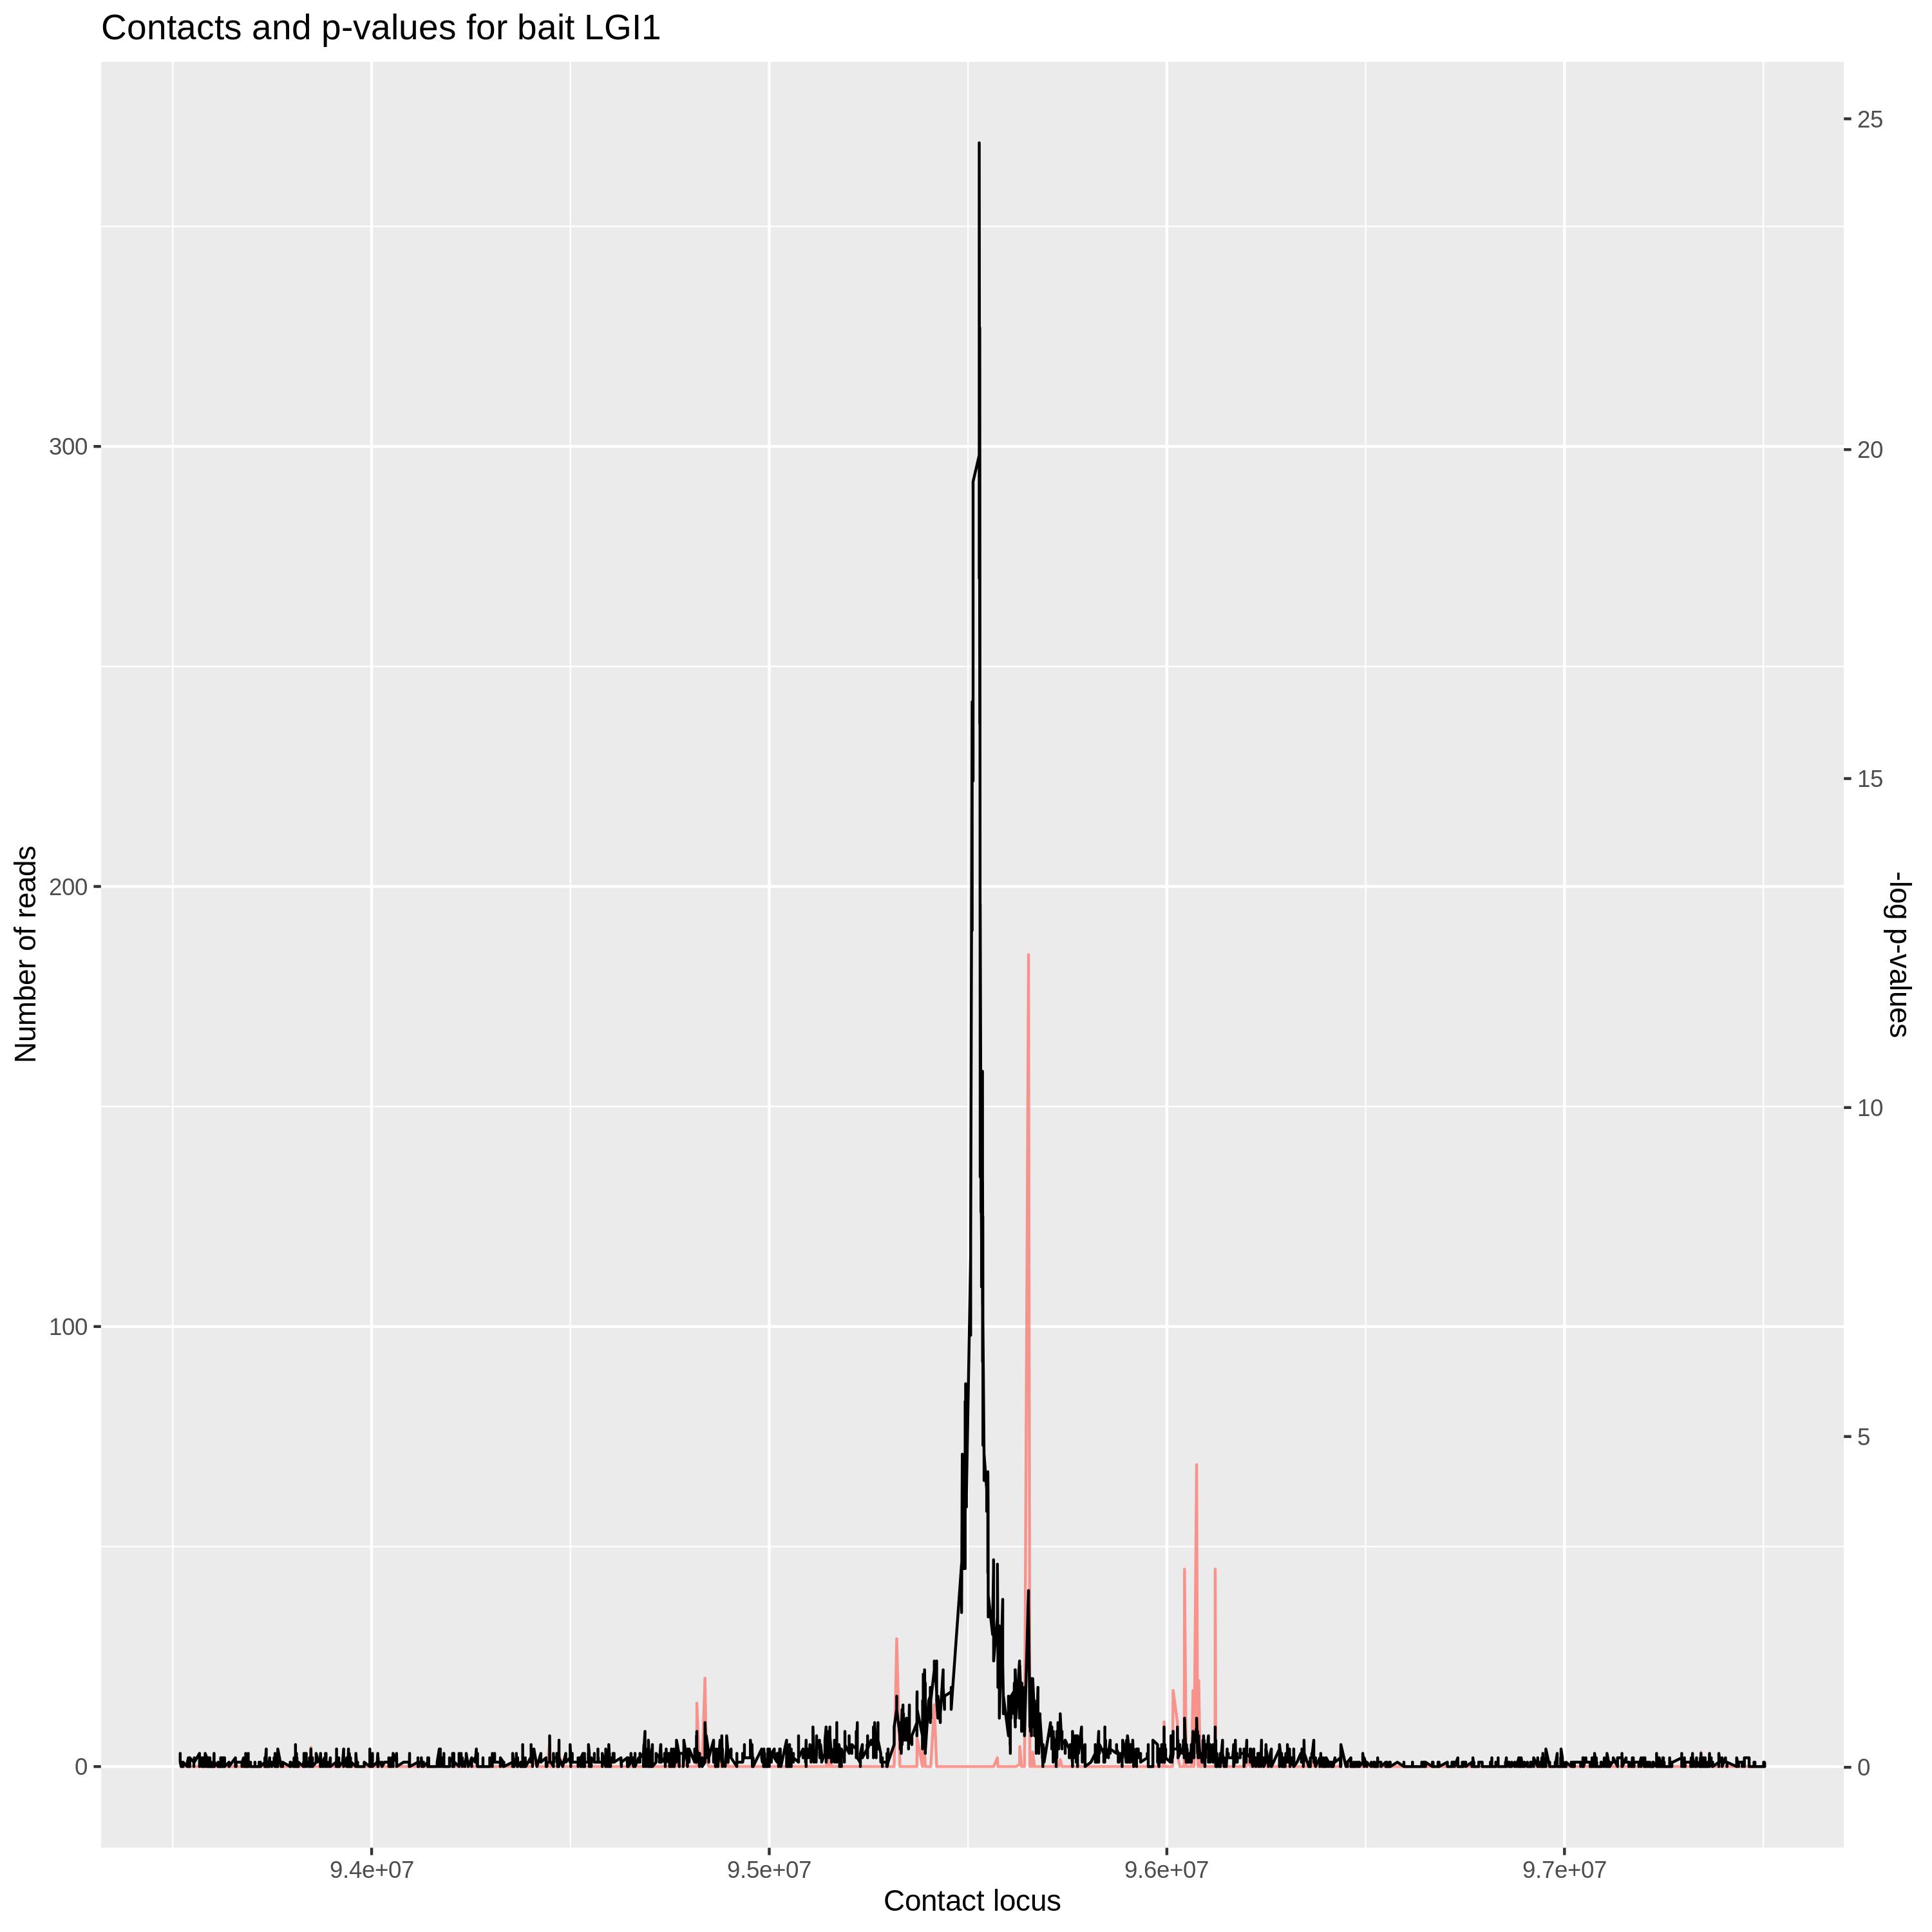 Contacts and p-values for bait LGI1
Number of reads
300
200
100
0
25
20
15
10
5
0
-log p-values
9.4e+07
9.5e+07
9.6e+07
9.7e+07
Contact locus